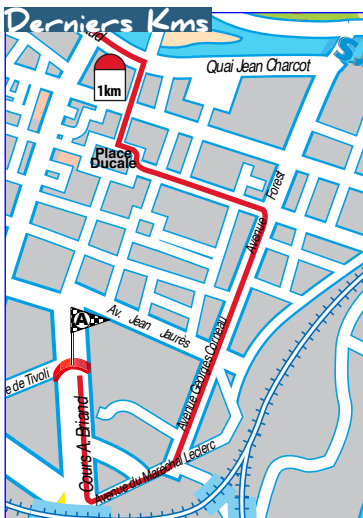 Derniers Kms
Quai Jean Charcot
1km
Place
Ducale
Forest
Avenue
Av. Jean Jaurès
A
e de Tivoli
Avenue Georges Corneau
Cours A. Briand
Avenue du Marechal Leclerc